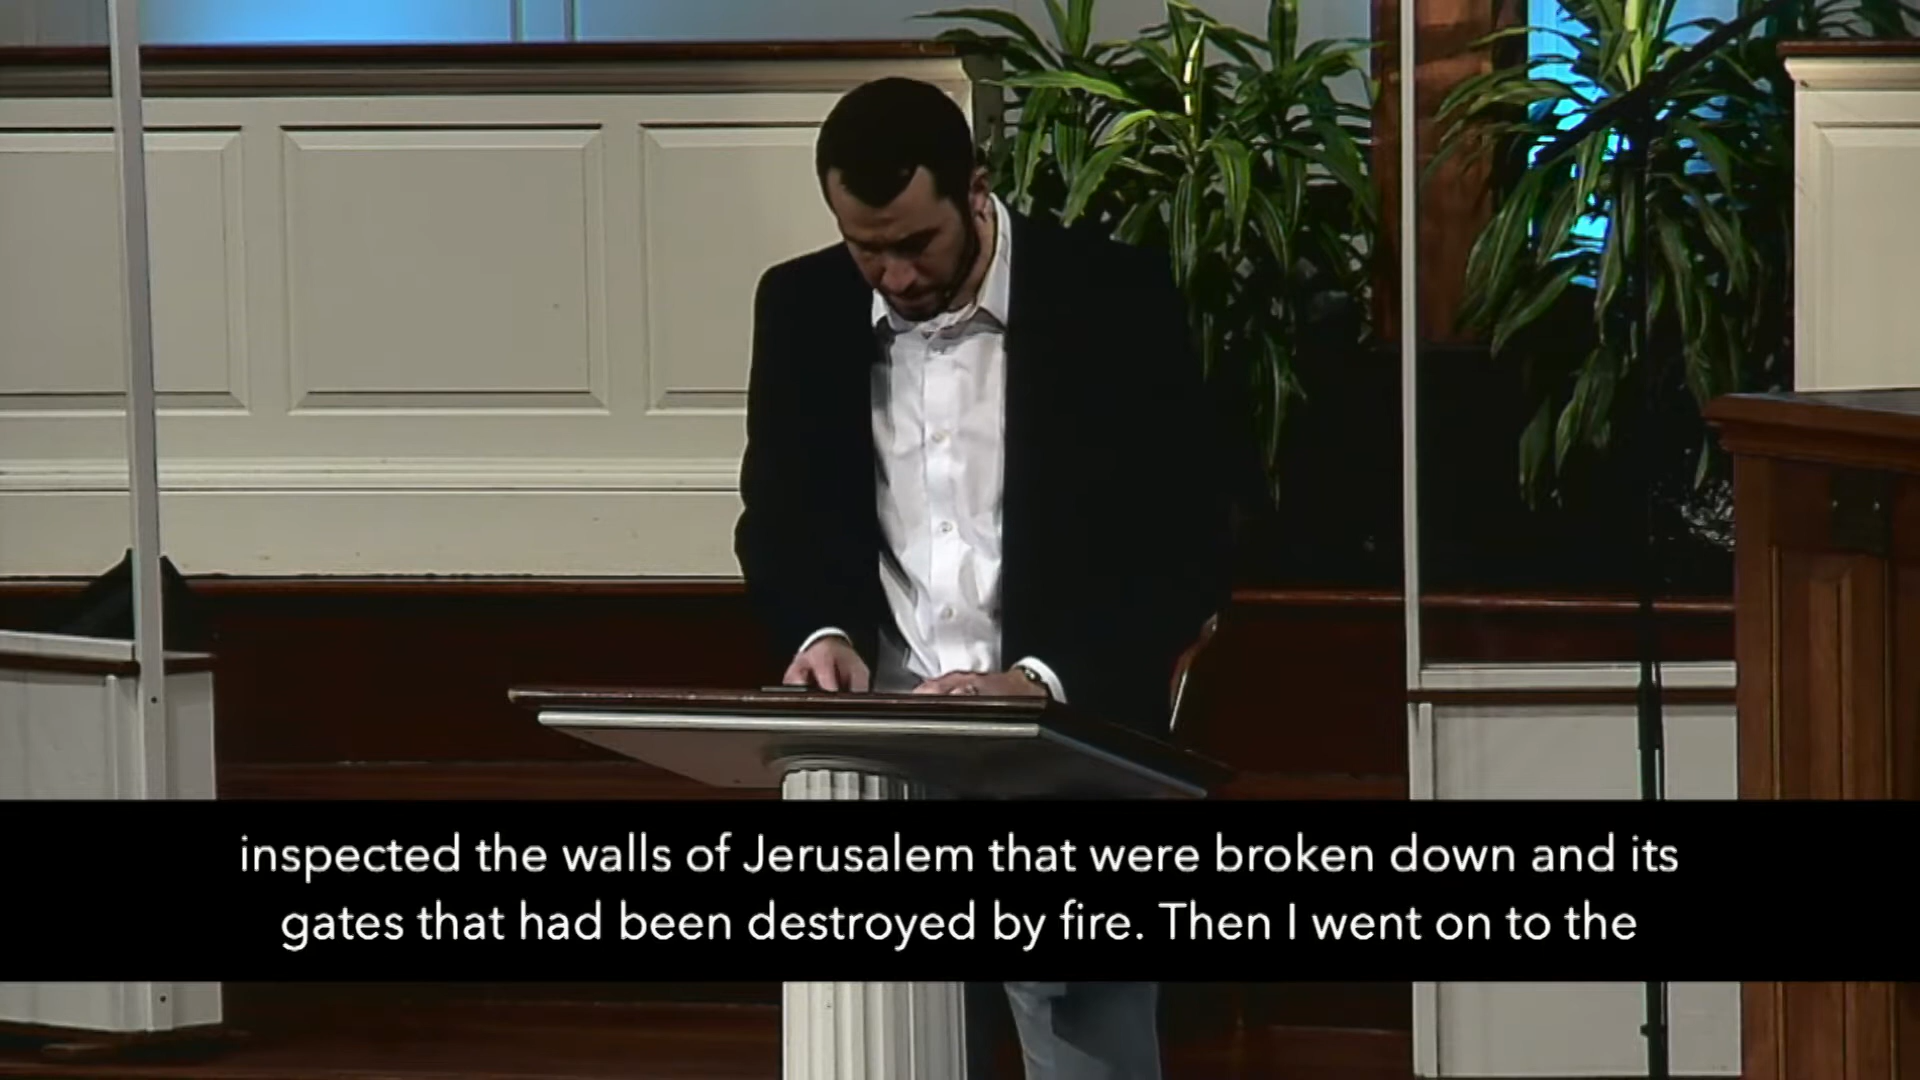 inspected the walls of Jerusalem that were broken down and its
gates that had been destroyed by fire. Then I went on to the